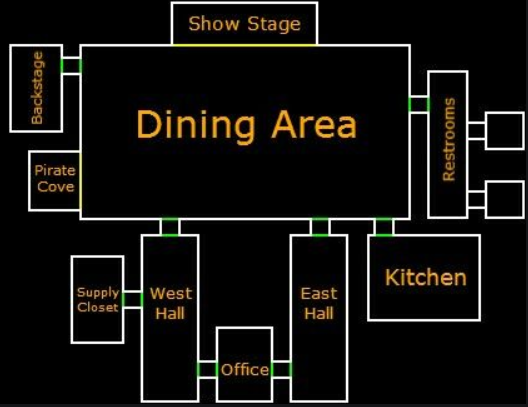 Show Stage
Backstage
Dining Area
Restrooms
Pirate
Cove
Supply
Closet
West
Hall
East
Hall
Kitchen
Office